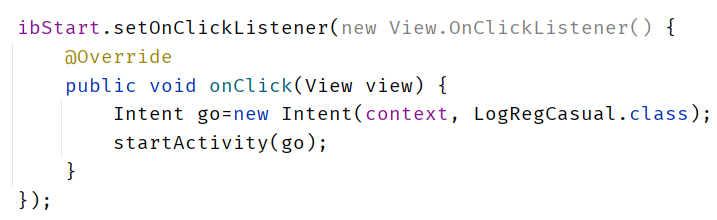 ibStart.setOnClickListener(new View.OnClickListener() {
    @Override
    public void onClick(View view) {
        Intent go=new Intent(context, LogRegCasual.class);
        startActivity(go);
    }
});